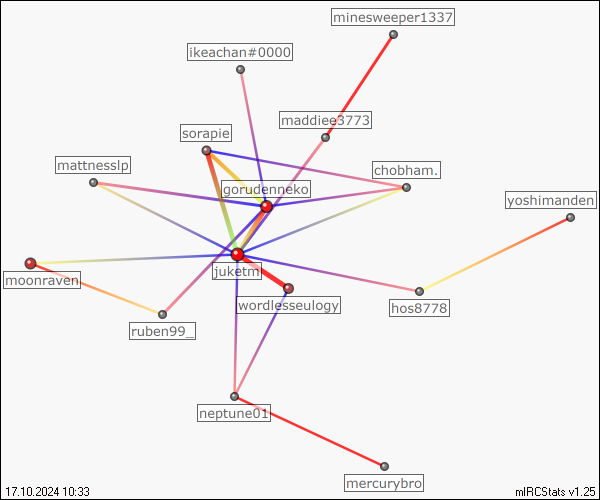 minesweeper1337
ikeachan#0000
maddiee3773
sorapie
mattnesslp
chobham.
gorudenneko
yoshimanden
juketm
moonraven
wordlesseulogy
hos8778
ruben99_
neptune01
mercurybro
17.10.2024 10:33
mIRCStats v1.25